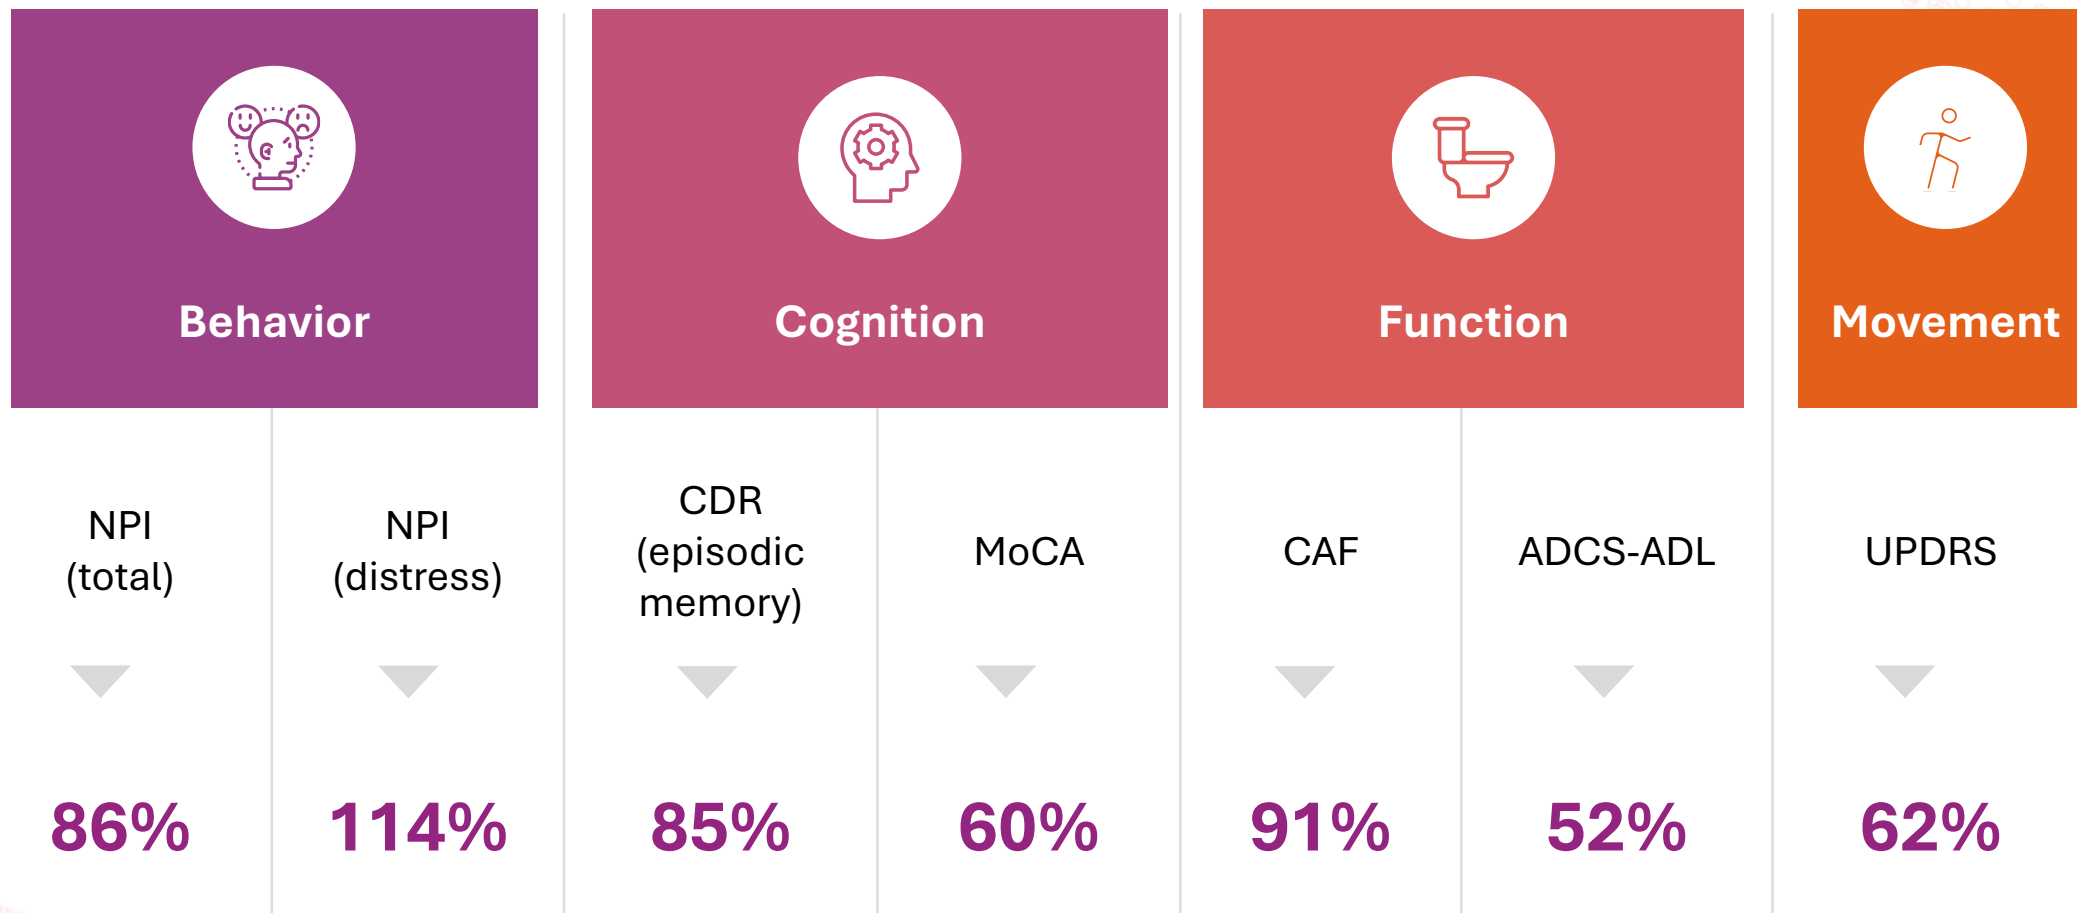 Behavior
Cognition
Function
Movement
NPI
(total)
NPI
(distress)
CDR
(episodic
memory)
MoCA
CAF
ADCS-ADL
UPDRS
86%
114%
85%
60%
91%
52%
62%